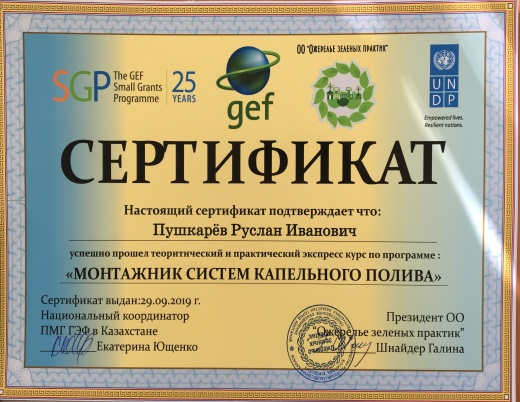 ОО "ОЖЕРЕЛЬЕ ЗЕЛЕНЫХ ПРАКТИК"
SGP The GEF
Small Grants
Programme
25
YEARS
gef
U N
D P
Empowered lives.
Resilient nations.
СЕРТИФИКАТ
Настоящий сертификат подтверждает что:
Пушкарёв Руслан Иванович
успешно прошел теоритический и практический экспресс курс по программе :
«МОНТАЖНИК СИСТЕМ КАПЕЛЬНОГО ПОЛИВА»
Сертификат выдан:29.09.2019 г.
Национальный координатор
ПМГ ГЭФ в Казахстане
Екатерина Ющенко
Президент ОО
"Ожерелье зеленых практик"
Шнайдер Галина